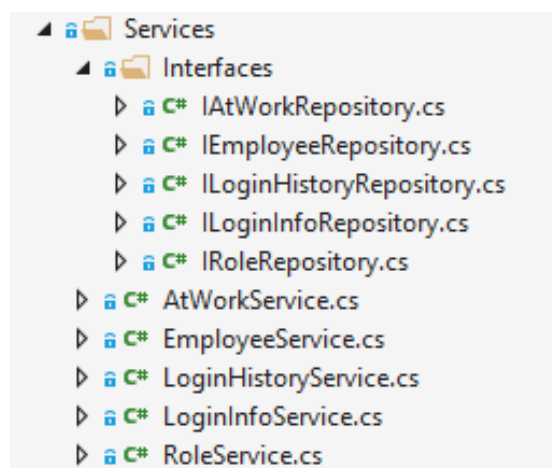 Services
Interfaces
C# IAtWorkRepository.cs
C# IEmployeeRepository.cs
C# ILoginHistoryRepository.cs
C# ILoginInfoRepository.cs
C# IRoleRepository.cs
C# AtWorkService.cs
C# EmployeeService.cs
C# LoginHistoryService.cs
C# LoginInfoService.cs
C# RoleService.cs